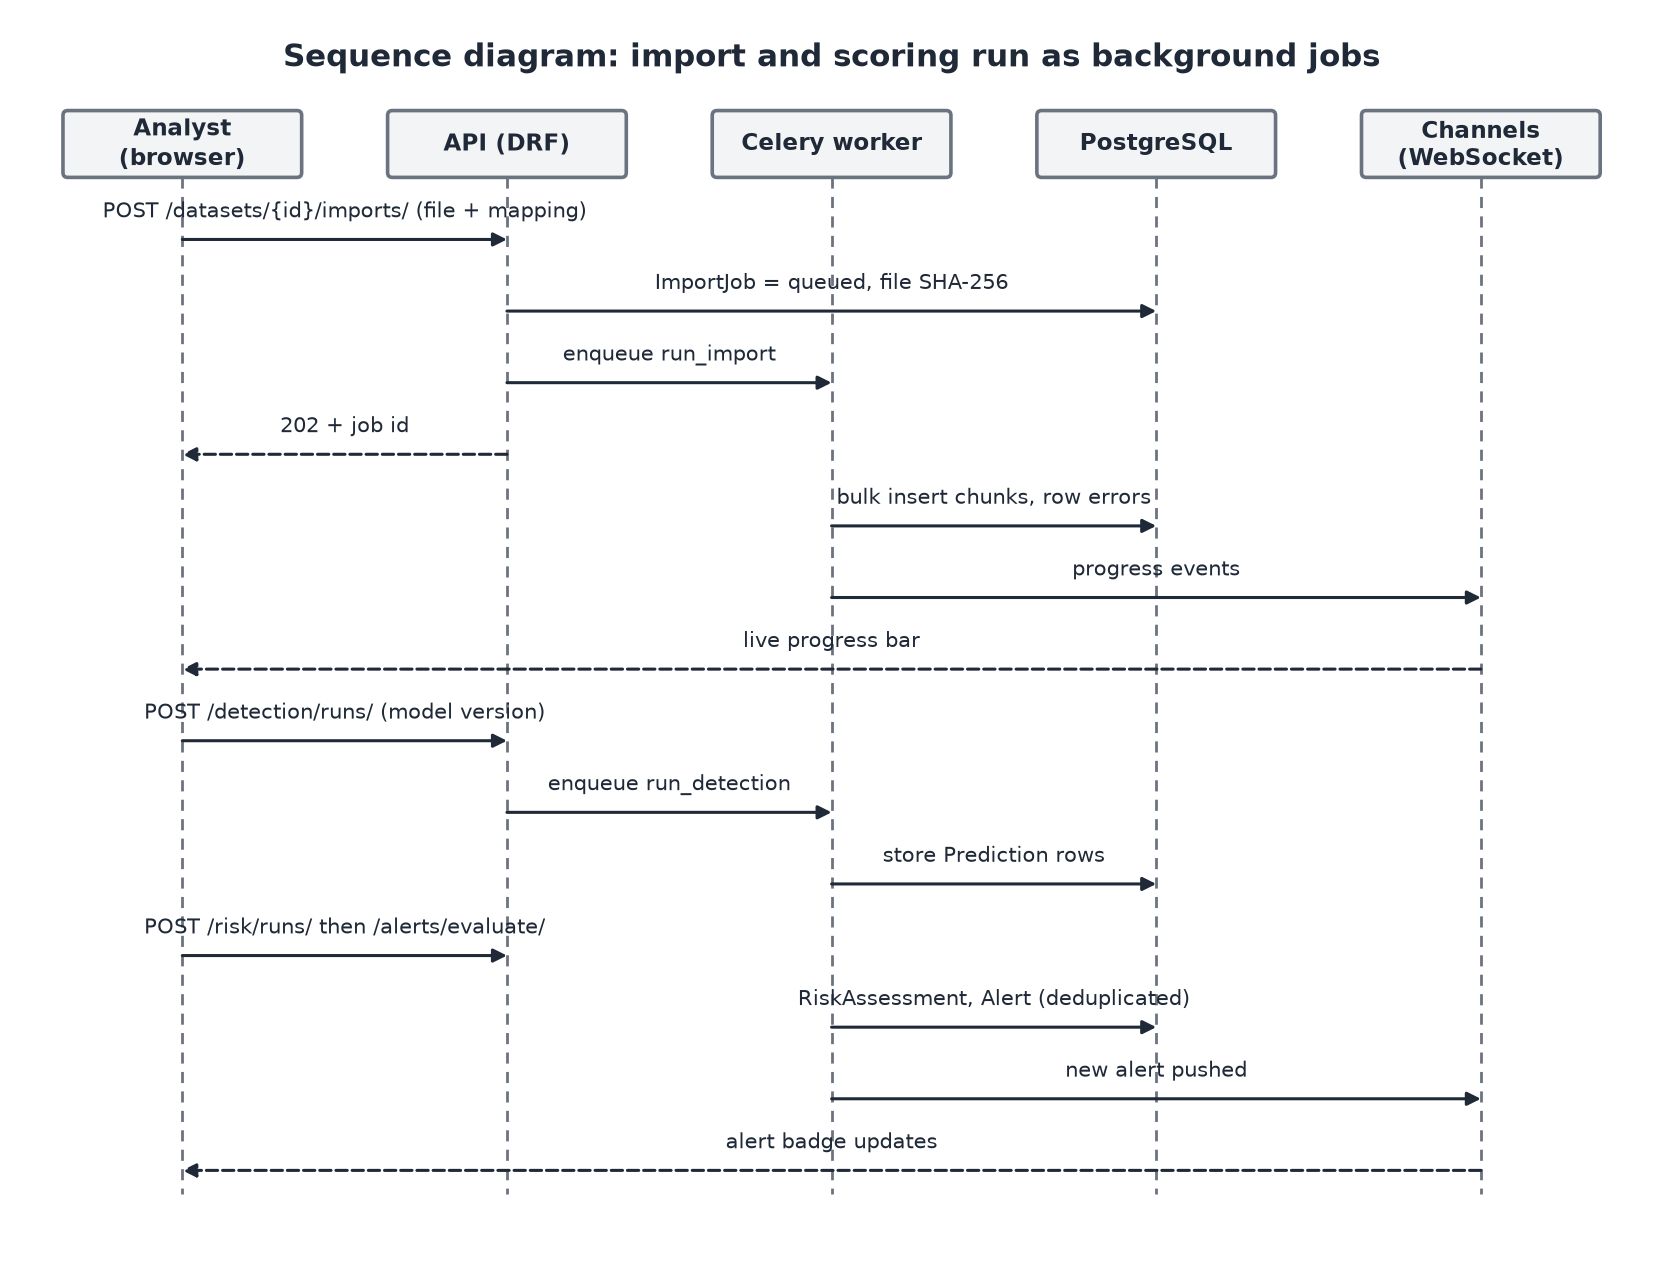 Sequence diagram: import and scoring run as background jobs
Analyst
(browser)
API (DRF)
Celery worker
PostgreSQL
Channels
(WebSocket)
POST /datasets/{id}/imports/ (file + mapping)
ImportJob = queued, file SHA-256
enqueue run_import
202 + job id
bulk insert chunks, row errors
progress events
live progress bar
POST /detection/runs/ (model version)
enqueue run_detection
store Prediction rows
POST /risk/runs/ then /alerts/evaluate/
RiskAssessment, Alert (deduplicated)
new alert pushed
alert badge updates